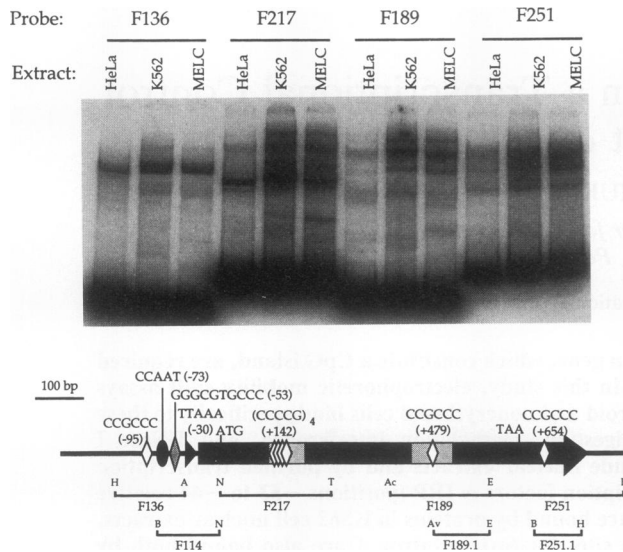 Probe: F136 F217 F189 F251
Extract: HeLa K562 MELC HeLa K562 MELC HeLa K562 MELC HeLa K562 MELC
100 bp
CCAAT (-73)
GGGCGTGCCC (-53)
CCGCCC TTAAA (CCCCG)4 CCGCCC CCGCCC
(-95) (-30) ATG (+142) (+479) TAA (+654)
H A N T Ac E
F136 F217 F189 F251
B N Av H
F114 F189.1 F251.1